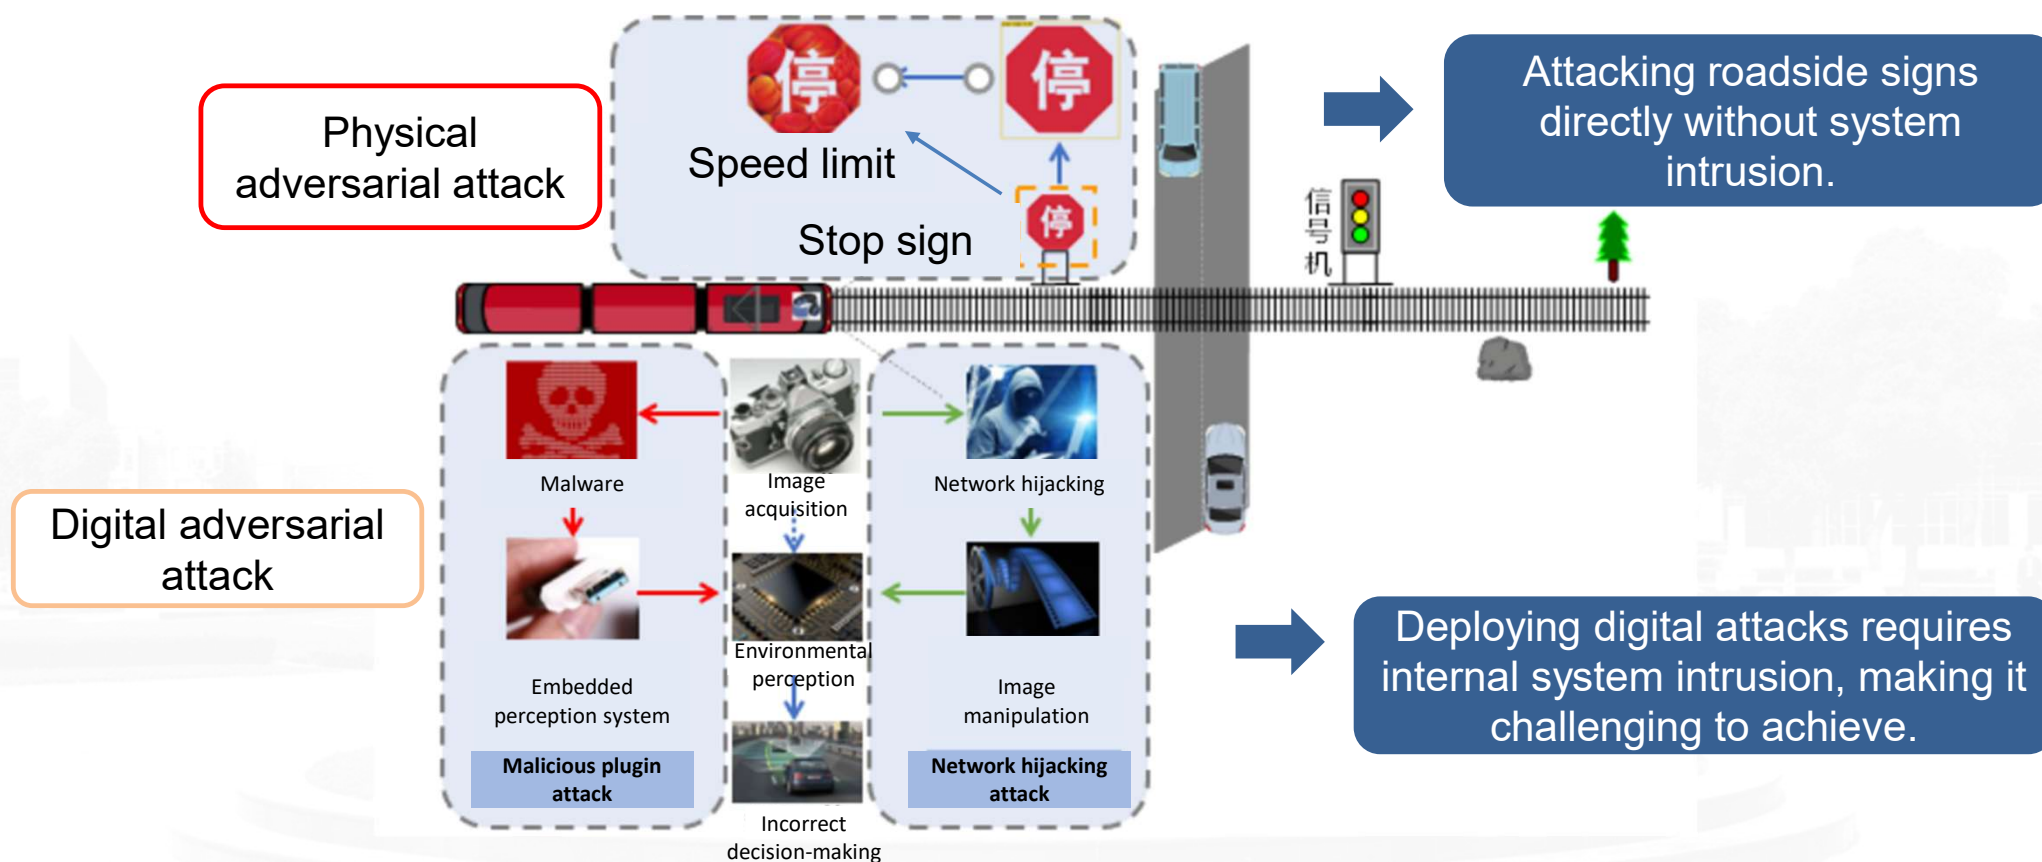 Physical
adversarial attack
停
停
Speed limit
停
Stop sign
信
号
机
Attacking roadside signs
directly without system
intrusion.
Digital adversarial
attack
Malware
Image
acquisition
Network hijacking
Embedded
perception system
Environmental
perception
Image
manipulation
Malicious plugin
attack
Network hijacking
attack
Incorrect
decision-making
Deploying digital attacks requires
internal system intrusion, making it
challenging to achieve.